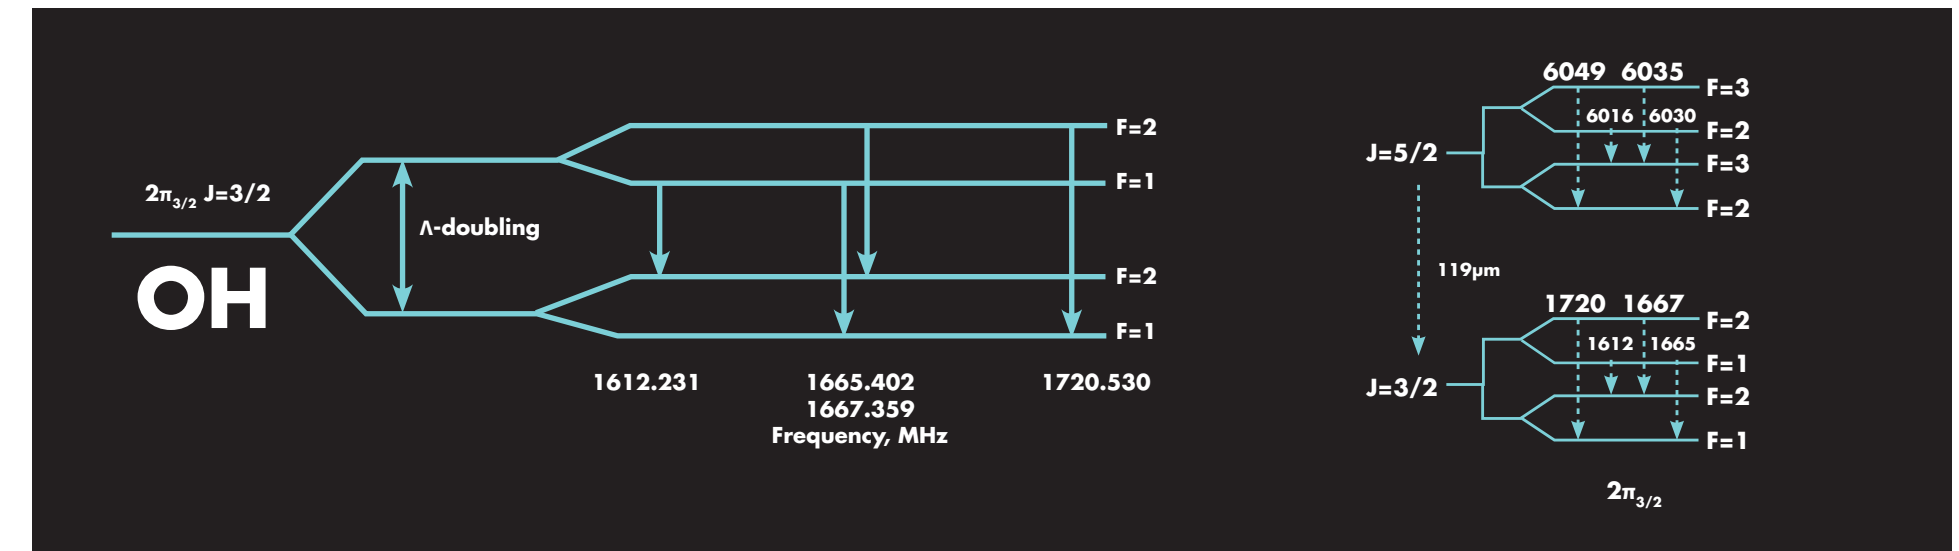 2π3/2 J=3/2
OH
Λ-doubling
F=2
F=1
F=2
F=1
1612.231
1665.402
1667.359
1720.530
Frequency, MHz
6049 6035
6016 6030
F=3
F=2
F=3
F=2
J=5/2
119µm
1720 1667
1612 1665
F=2
F=1
F=2
F=1
J=3/2
2π3/2